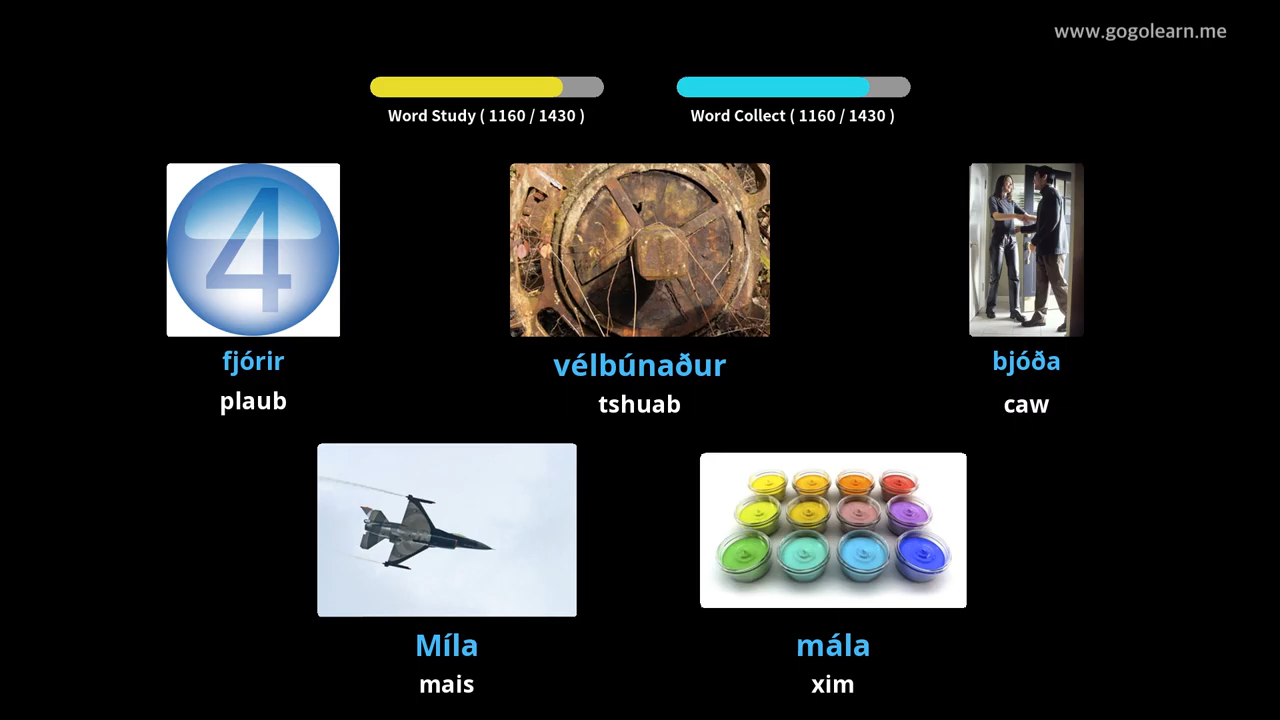 www.gogolearn.me
Word Study ( 1160 / 1430 )
Word Collect ( 1160 / 1430 )
4
fjórir
plaub
vélbúnaður
tshuab
bjóða
caw
Míla
mais
mála
xim